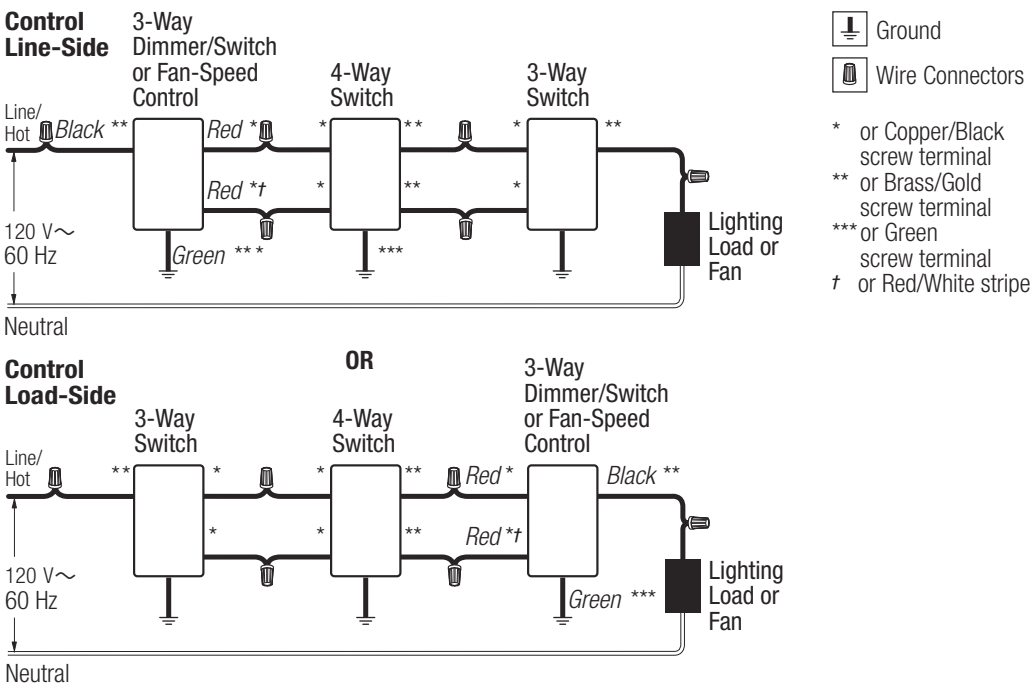 Control
Line-Side
3-Way
Dimmer/Switch
or Fan-Speed
Control
4-Way
Switch
3-Way
Switch
Line/
Hot
Black **
Red *
*
**
*
**
Red *†
*
**
*
120 V~
60 Hz
Green ** *
***
Lighting
Load or
Fan
Neutral
Ground
Wire Connectors
* or Copper/Black
screw terminal
** or Brass/Gold
screw terminal
*** or Green
screw terminal
† or Red/White stripe
OR
Control
Load-Side
3-Way
Switch
4-Way
Switch
3-Way
Dimmer/Switch
or Fan-Speed
Control
Line/
Hot
**
*
*
**
Red *
Black **
*
*
**
Red *†
120 V~
60 Hz
Green ***
Lighting
Load or
Fan
Neutral